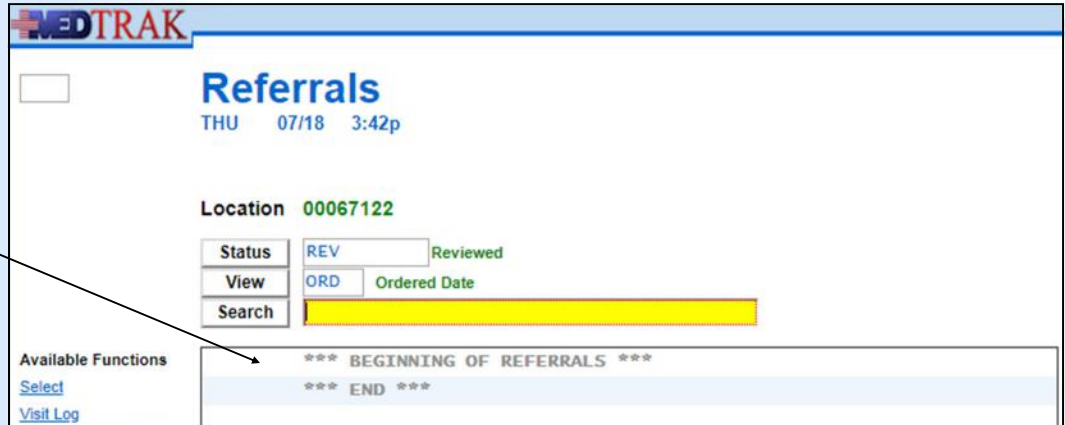 MEDTRAK
Referrals
THU 07/18 3:42p
Location 00067122
Status REV Reviewed
View ORD Ordered Date
Search
Available Functions
*** BEGINNING OF REFERRALS ***
Select
*** END ***
Visit Log